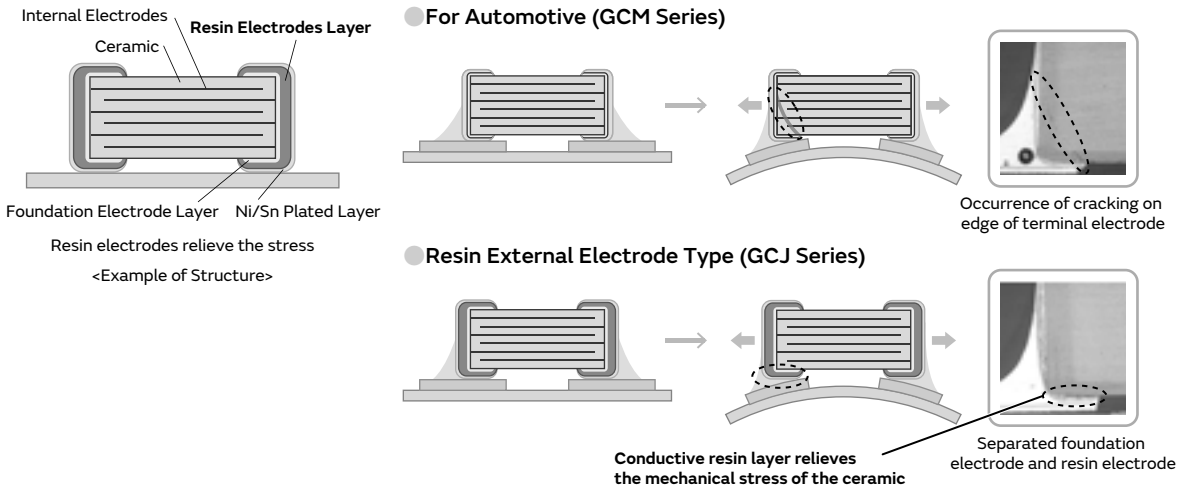 Internal Electrodes
Resin Electrodes Layer
Ceramic
Foundation Electrode Layer
Ni/Sn Plated Layer
Resin electrodes relieve the stress
<Example of Structure>
For Automotive (GCM Series)
Occurrence of cracking on
edge of terminal electrode
Resin External Electrode Type (GCJ Series)
Conductive resin layer relieves
the mechanical stress of the ceramic
Separated foundation
electrode and resin electrode